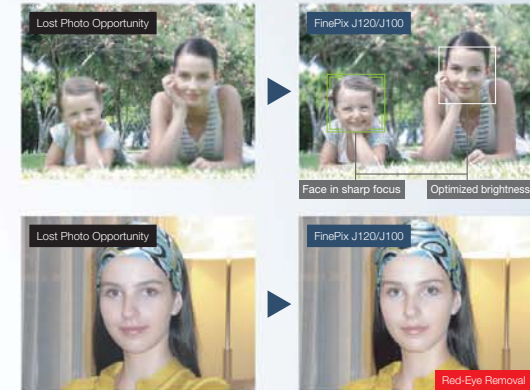 Lost Photo Opportunity
FinePix J120/J100
Face in sharp focus
Optimized brightness
Lost Photo Opportunity
FinePix J120/J100
Red-Eye Removal